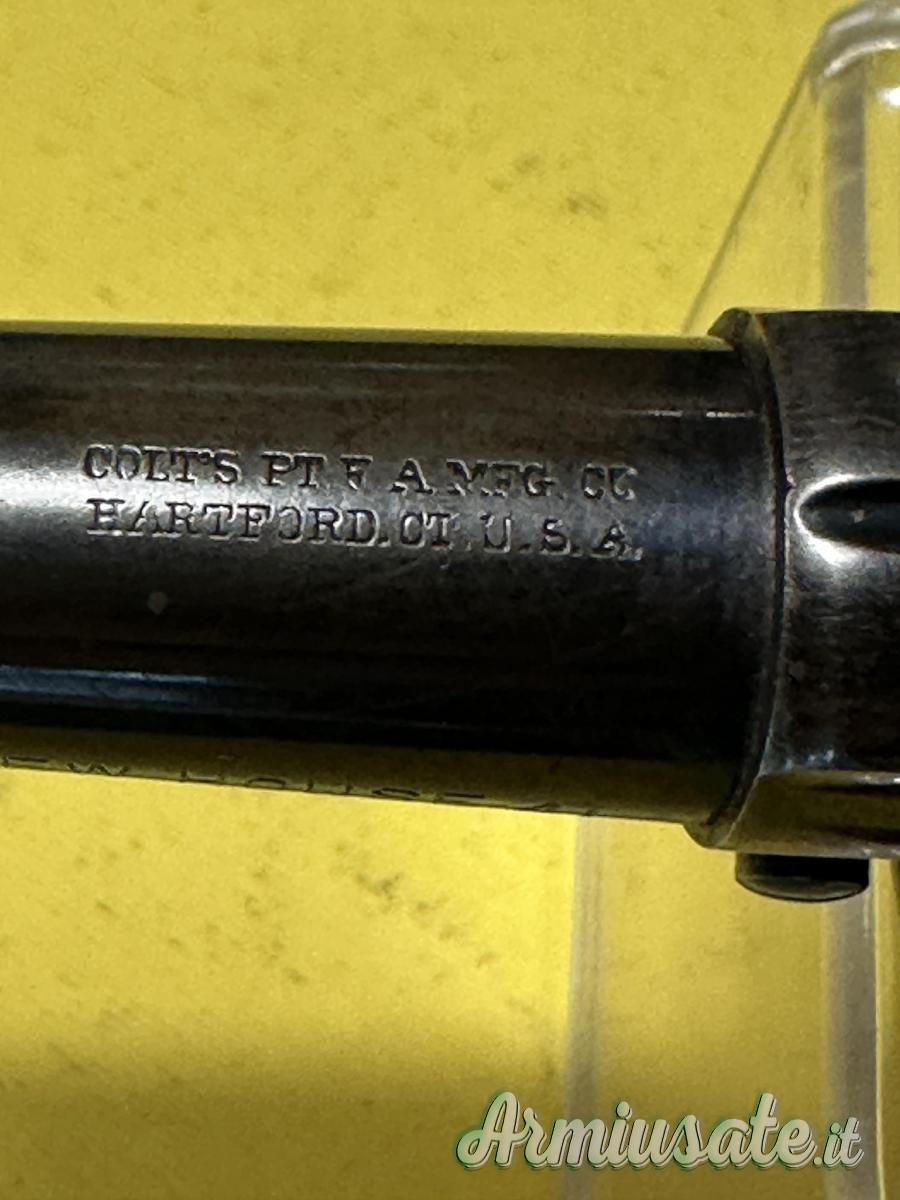 COLT'S PT. F. A. MFG. CO.
HARTFORD. CT. U. S. A.
Armiusate.it